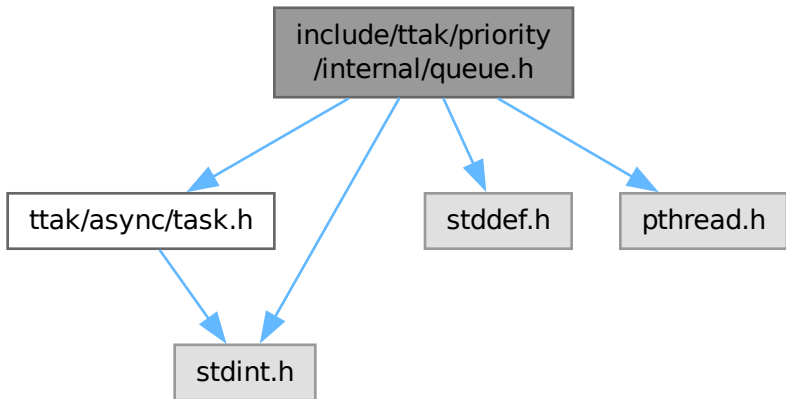 include/ttak/priority
/internal/queue.h
ttak/async/task.h
stddef.h
pthread.h
stdint.h